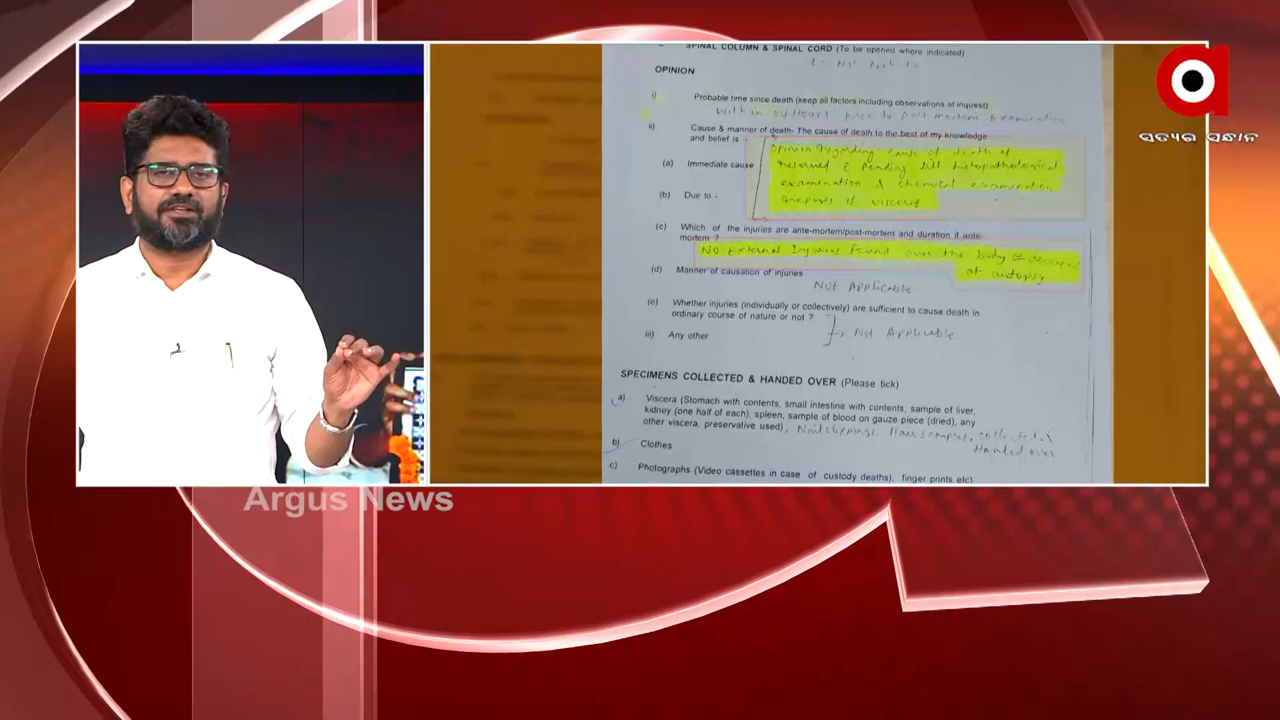 SPINAL COLUMN & SPINAL CORD (To be opened where indicated)
Not Applicable
OPINION
i) Probable time since death (keep all factors including observations at inquest)
Within 24 Hours prior to post mortem Examination
ii) Cause & manner of death- The cause of death to the best of my knowledge
and belief is -
Opinion regarding cause of death
(a) Immediate cause
reserved & pending till histopathological
examination & chemical examination
(b) Due to -
reports of viscera
(c) Which of the injuries are ante-mortem/post-mortem and duration if ante-
mortem ?
No External Injuries found over the body
at autopsy
(d) Manner of causation of injuries
Not Applicable
(e) Whether injuries (individually or collectively) are sufficient to cause death in
ordinary course of nature or not ?
Not Applicable
iii) Any other
SPECIMENS COLLECTED & HANDED OVER (Please tick)
a) Viscera (Stomach with contents, small intestine with contents, sample of liver,
kidney (one half of each), spleen, sample of blood on gauze piece (dried), any
other viscera, preservative used), Nail clippings, Hair samples, collected &
Handed over
b) Clothes
c) Photographs (Video cassettes in case of custody deaths), finger prints etc)
a
ସତ୍ୟର ସନ୍ଧାନ
Argus News